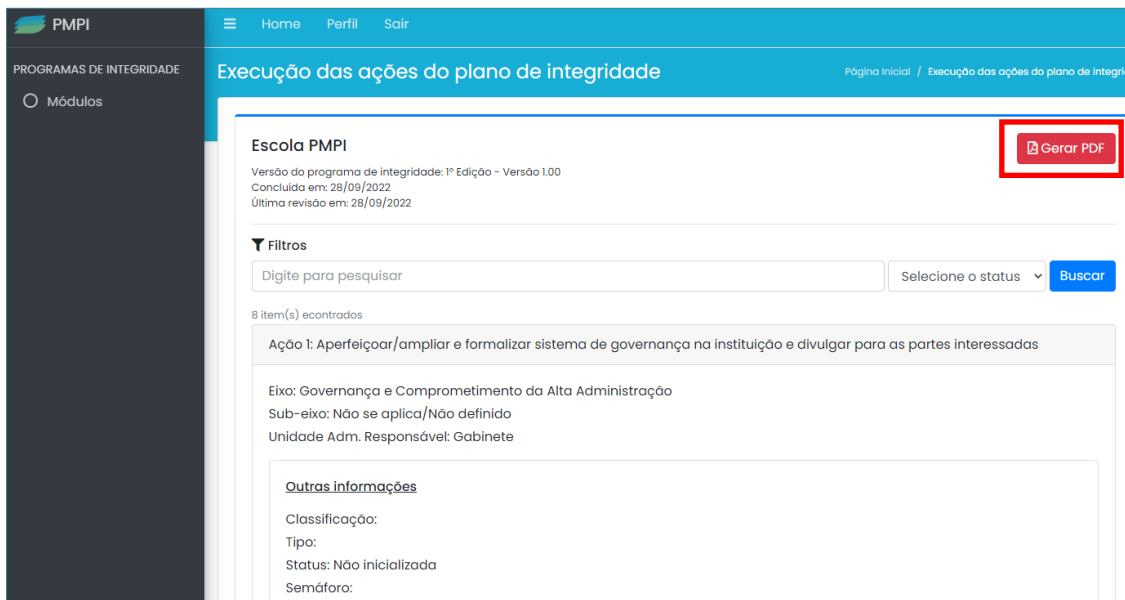 PMPI
Home Perfil Sair
PROGRAMAS DE INTEGRIDADE
Módulos
Execução das ações do plano de integridade
Página Inicial / Execução das ações do plano de integri
Escola PMPI
Gerar PDF
Versão do programa de integridade: 1º Edição - Versão 1.00
Concluída em: 28/09/2022
Última revisão em: 28/09/2022
Filtros
Digite para pesquisar
Selecione o status
Buscar
8 item(s) econtrados
Ação 1: Aperfeiçoar/ampliar e formalizar sistema de governança na instituição e divulgar para as partes interessadas
Eixo: Governança e Comprometimento da Alta Administração
Sub-eixo: Não se aplica/Não definido
Unidade Adm. Responsável: Gabinete
Outras informações
Classificação:
Tipo:
Status: Não inicializada
Semáforo: